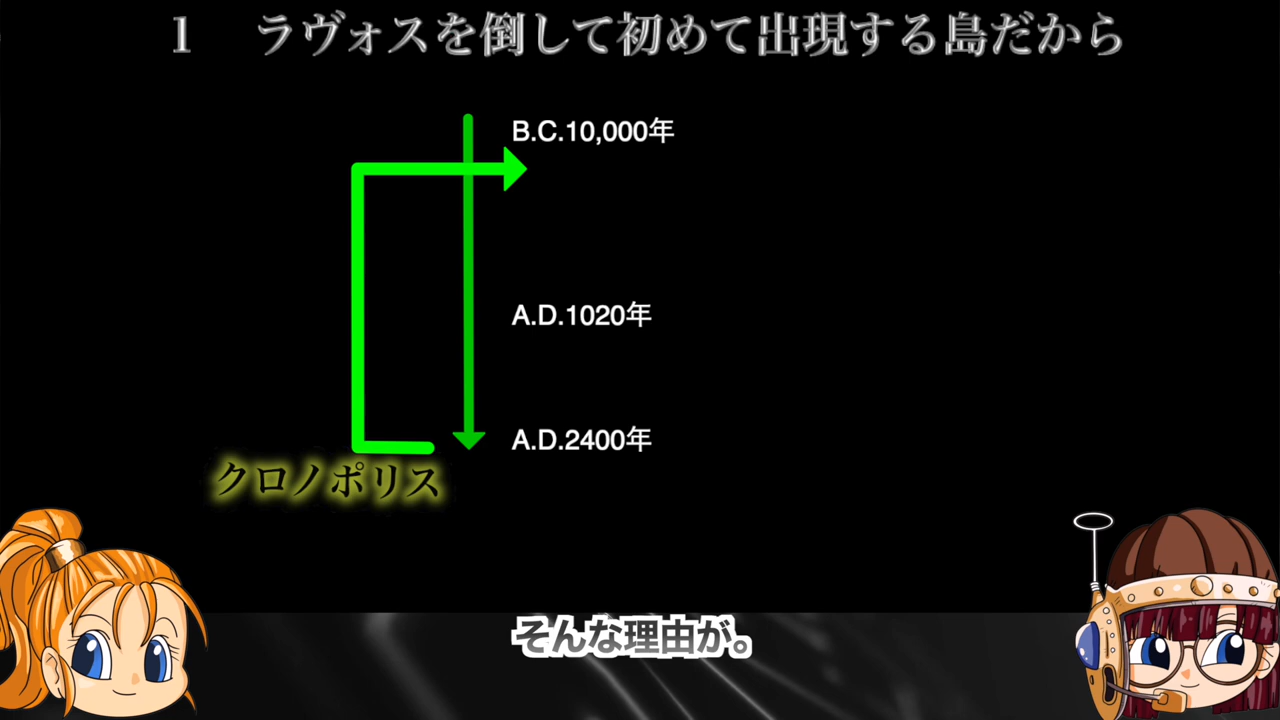 1 ラヴォスを倒して初めて出現する島だから
B.C.10,000年
A.D.1020年
A.D.2400年
クロノポリス
そんな理由が。